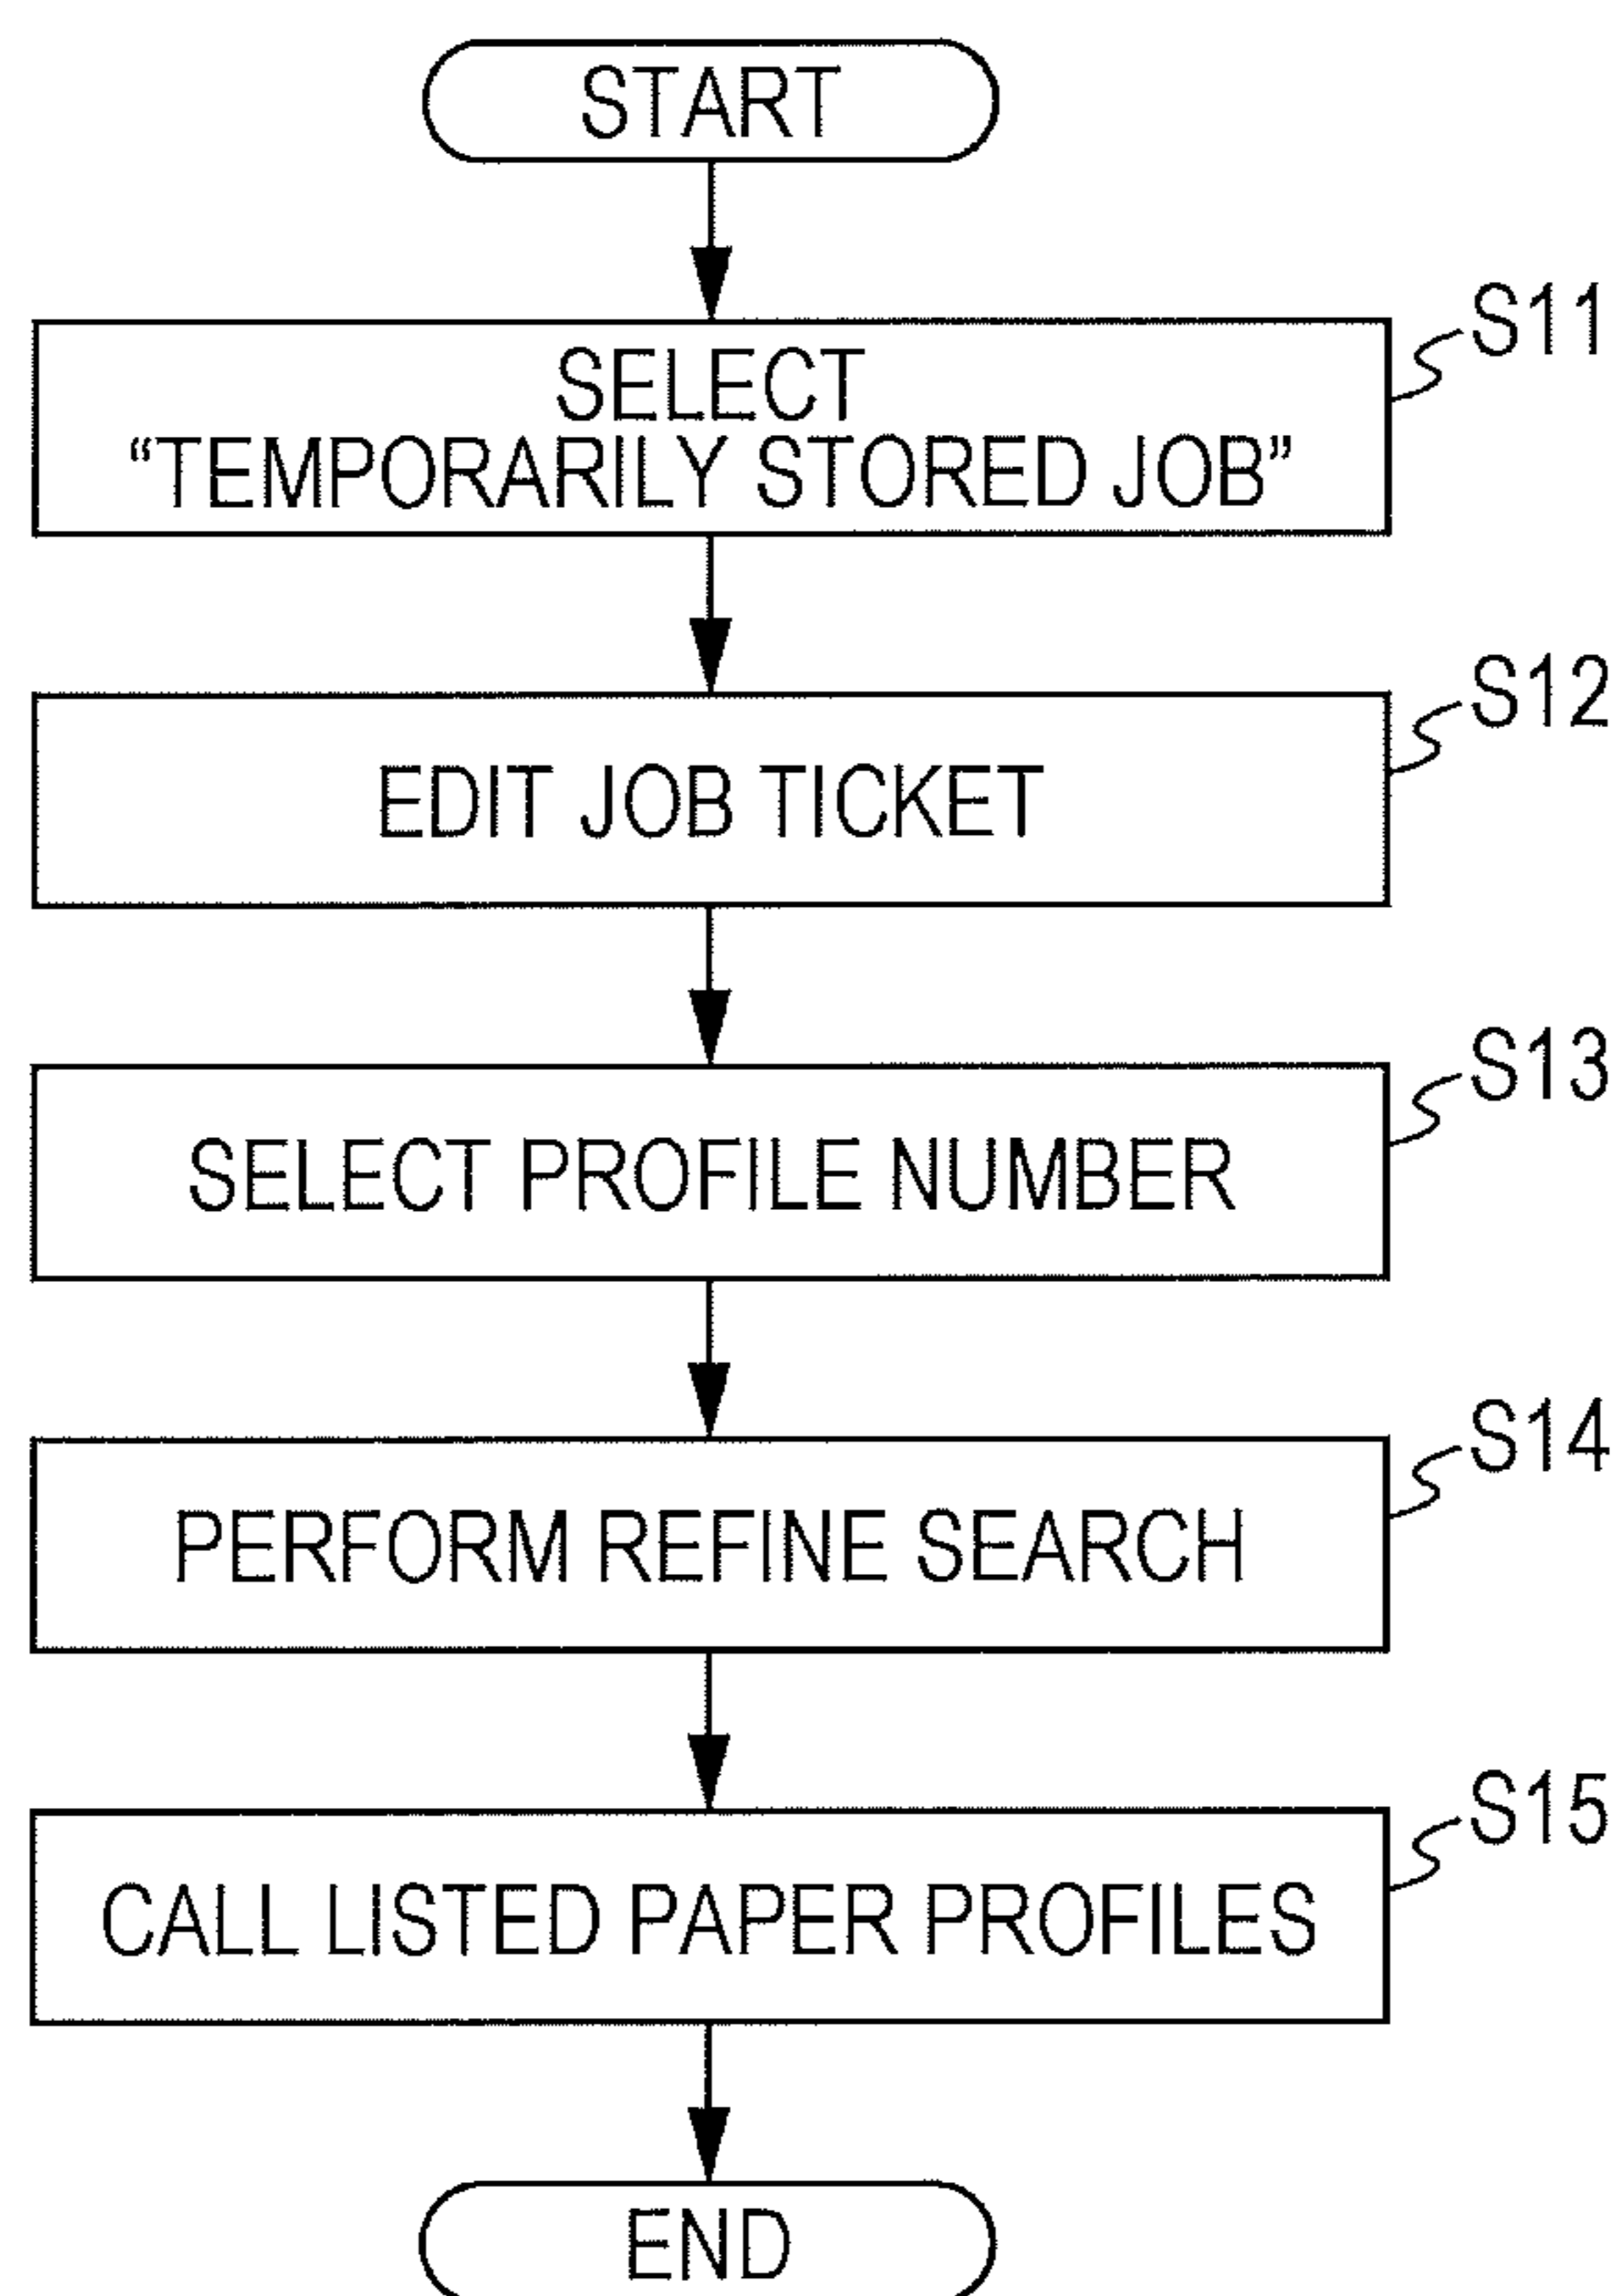 START
S11
SELECT
“TEMPORARILY STORED JOB”
S12
EDIT JOB TICKET
S13
SELECT PROFILE NUMBER
S14
PERFORM REFINE SEARCH
S15
CALL LISTED PAPER PROFILES
END